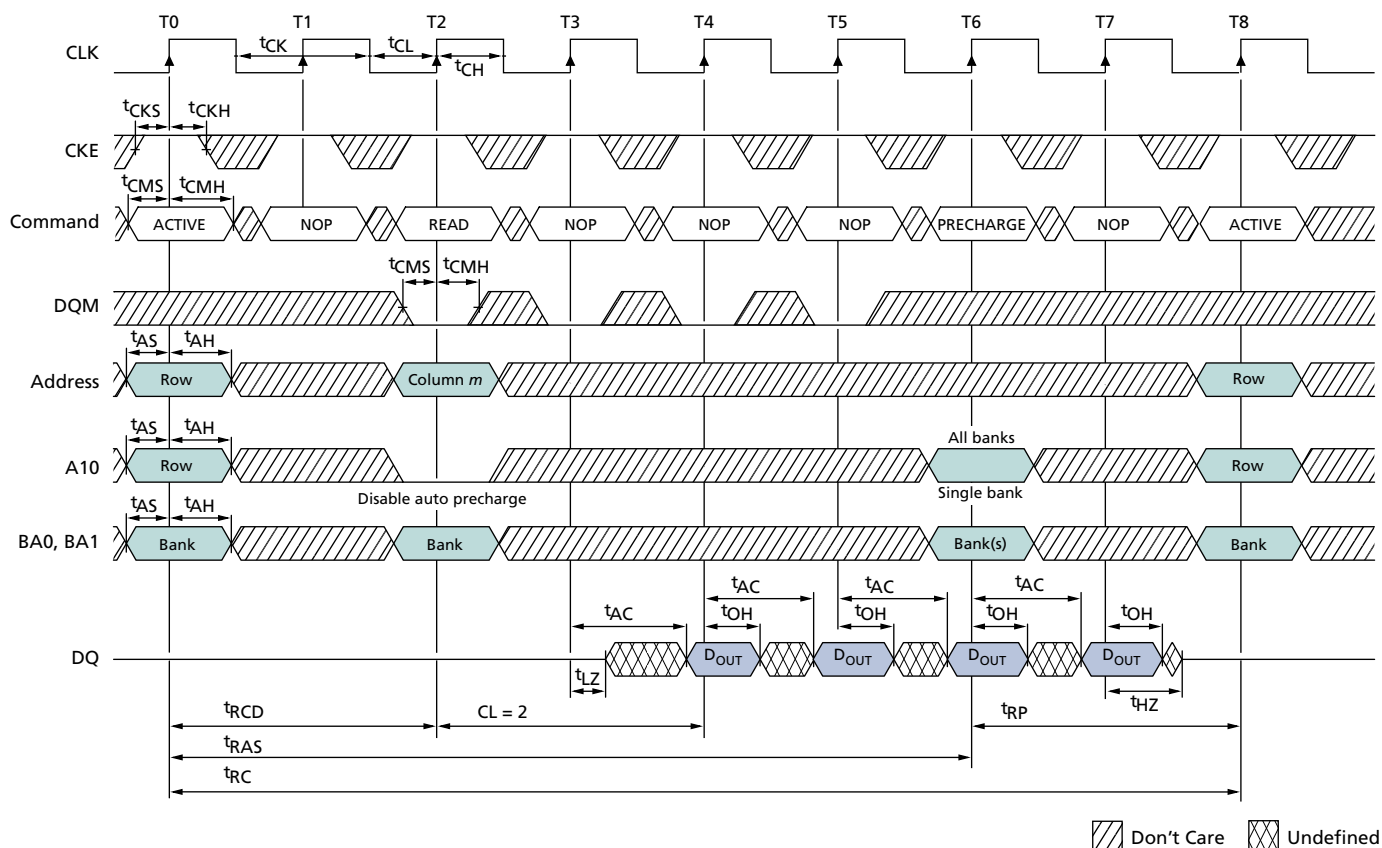 T0 T1 T2 T3 T4 T5 T6 T7 T8
CLK
tCK tCL
tCH
tCKS tCKH
CKE
tCMS tCMH
Command ACTIVE NOP READ NOP NOP NOP PRECHARGE NOP ACTIVE
tCMS tCMH
DQM
tAS tAH
Address Row Column m Row
tAS tAH
All banks
A10 Row Row
Disable auto precharge Single bank
tAS tAH
BA0, BA1 Bank Bank Bank(s) Bank
tAC tAC tAC
tAC tOH tOH tOH tOH
DQ DOUT DOUT DOUT DOUT
tLZ tHZ
tRCD CL = 2 tRP
tRAS
tRC
Don't Care Undefined